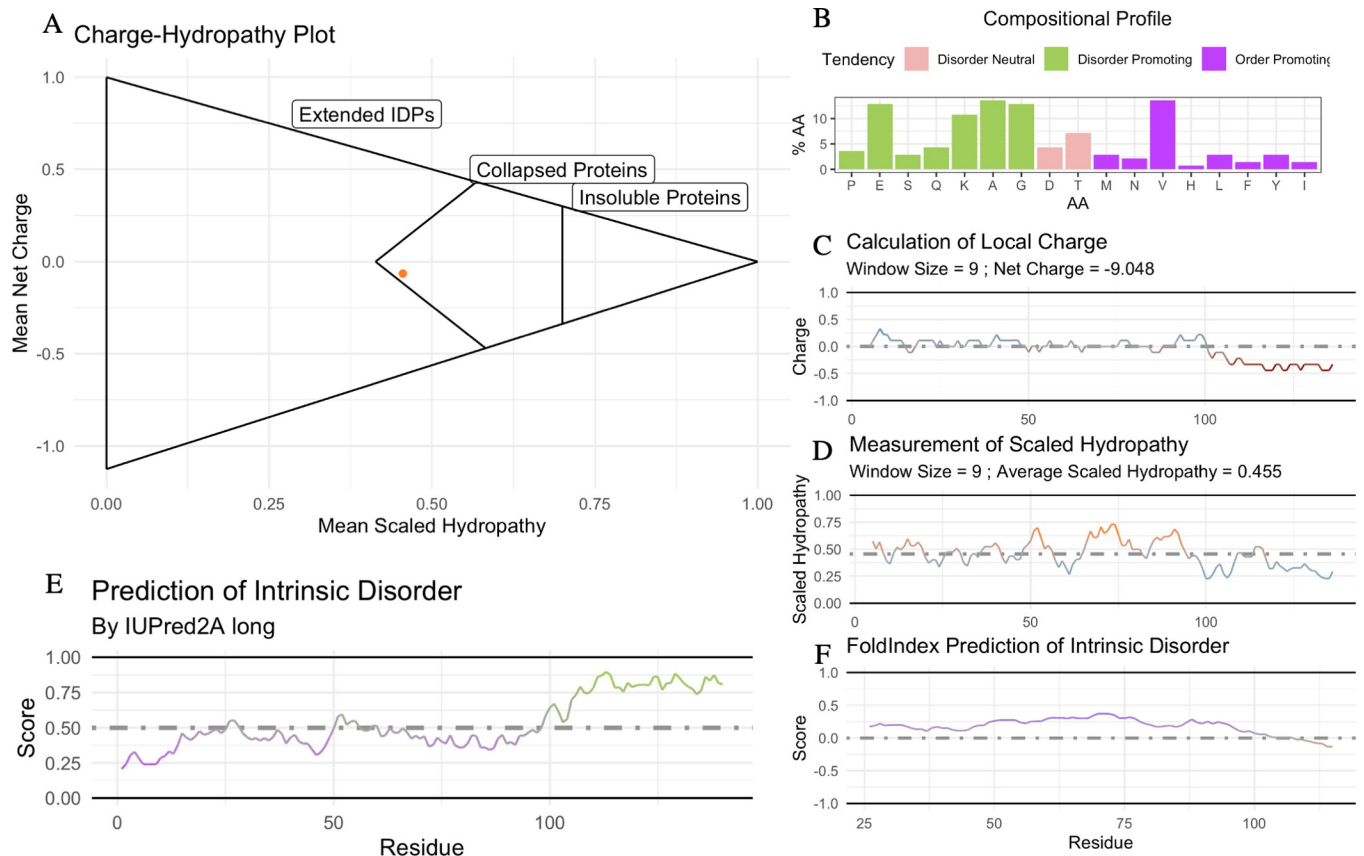 A
Charge-Hydropathy Plot
Extended IDPs
Collapsed Proteins
Insoluble Proteins
1.0
0.5
0.0
-0.5
-1.0
Mean Net Charge
0.00
0.25
0.50
0.75
1.00
Mean Scaled Hydropathy
B
Compositional Profile
Tendency
Disorder Neutral
Disorder Promoting
Order Promoting
10
5
0
% AA
P E S Q K A G D T M N V H L F Y I
AA
C
Calculation of Local Charge
Window Size = 9 ; Net Charge = -9.048
1.0
0.5
0.0
-0.5
-1.0
Charge
0
50
100
D
Measurement of Scaled Hydropathy
Window Size = 9 ; Average Scaled Hydropathy = 0.455
1.00
0.75
0.50
0.25
0.00
Scaled Hydropathy
0
50
100
E
Prediction of Intrinsic Disorder
By IUPred2A long
1.00
0.75
0.50
0.25
0.00
Score
0
50
100
Residue
F
FoldIndex Prediction of Intrinsic Disorder
1.0
0.5
0.0
-0.5
-1.0
Score
25
50
75
100
Residue